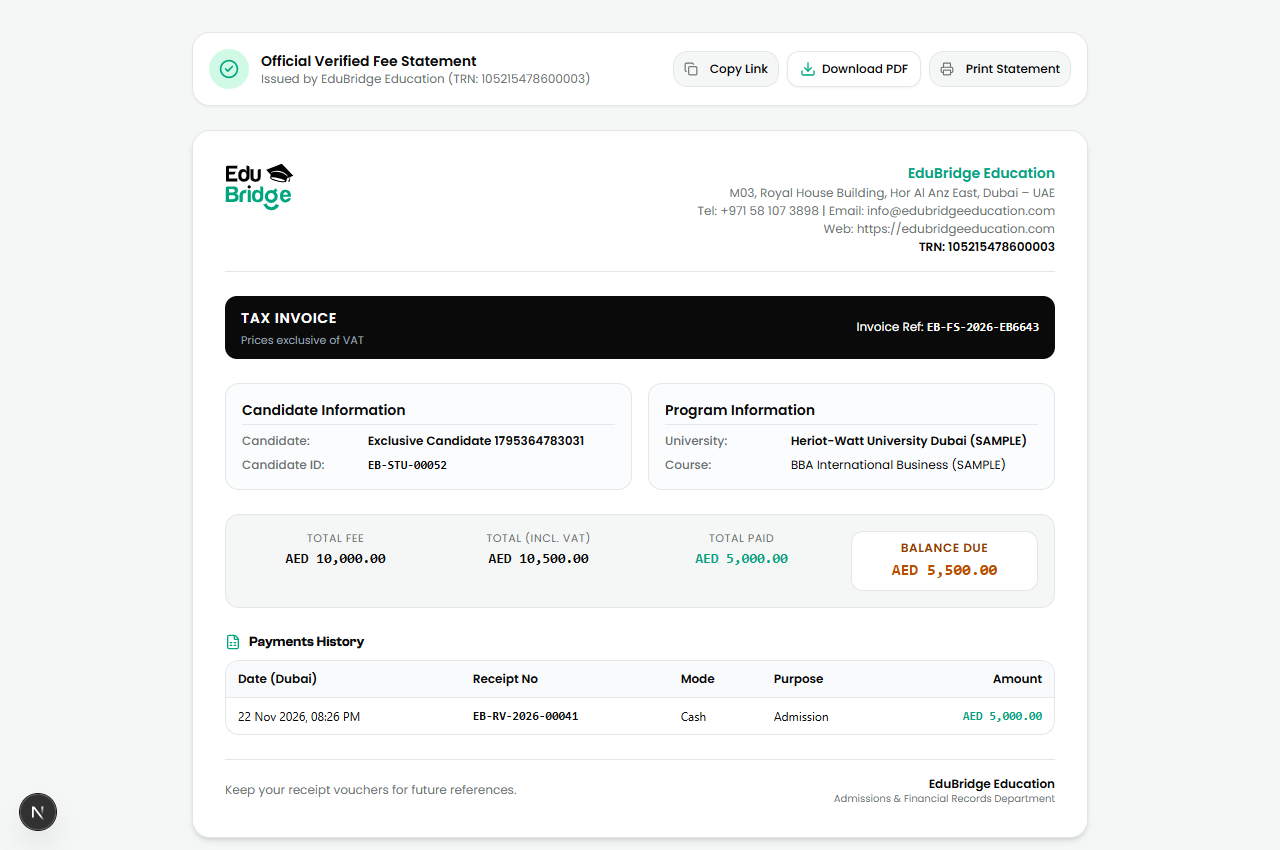 Official Verified Fee Statement
Issued by EduBridge Education (TRN: 105215478600003)
Copy Link
Download PDF
Print Statement
Edu
Bridge
EduBridge Education
M03, Royal House Building, Hor Al Anz East, Dubai – UAE
Tel: +971 58 107 3898 | Email: info@edubridgeeducation.com
Web: https://edubridgeeducation.com
TRN: 105215478600003
TAX INVOICE
Prices exclusive of VAT
Invoice Ref: EB-FS-2026-EB6643
Candidate Information
Candidate: Exclusive Candidate 1795364783031
Candidate ID: EB-STU-00052
Program Information
University: Heriot-Watt University Dubai (SAMPLE)
Course: BBA International Business (SAMPLE)
TOTAL FEE
AED 10,000.00
TOTAL (INCL. VAT)
AED 10,500.00
TOTAL PAID
AED 5,000.00
BALANCE DUE
AED 5,500.00
Payments History
Date (Dubai) Receipt No Mode Purpose Amount
22 Nov 2026, 08:26 PM EB-RV-2026-00041 Cash Admission AED 5,000.00
Keep your receipt vouchers for future references.
EduBridge Education
Admissions & Financial Records Department
N